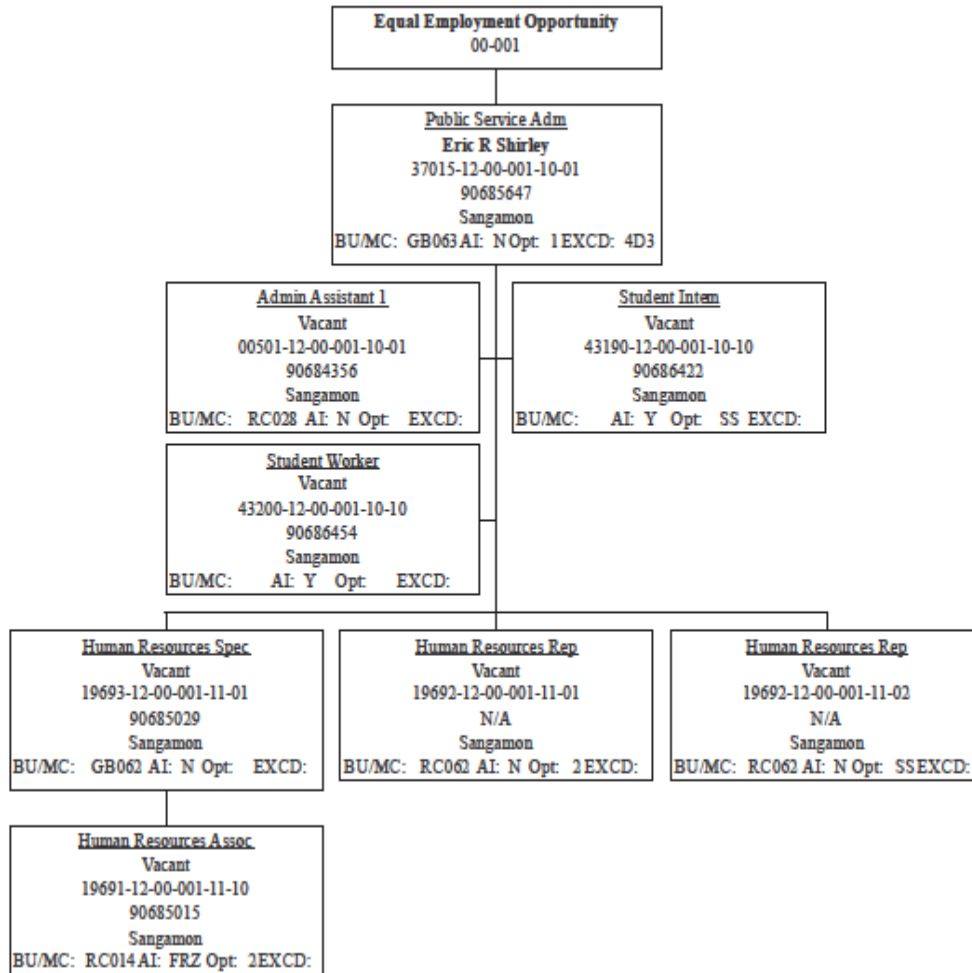 Equal Employment Opportunity
00-001
Public Service Adm
Eric R Shirley
37015-12-00-001-10-01
90685647
Sangamon
BU/MC: GB063 AI: N Opt: 1 EXCD: 4D3
Admin Assistant 1
Vacant
00501-12-00-001-10-01
90684356
Sangamon
BU/MC: RC028 AI: N Opt: EXCD:
Student Intern
Vacant
43190-12-00-001-10-10
90686422
Sangamon
BU/MC: AI: Y Opt: SS EXCD:
Student Worker
Vacant
43200-12-00-001-10-10
90686454
Sangamon
BU/MC: AI: Y Opt: EXCD:
Human Resources Spec
Vacant
19693-12-00-001-11-01
90685029
Sangamon
BU/MC: GB062 AI: N Opt: EXCD:
Human Resources Rep
Vacant
19692-12-00-001-11-01
N/A
Sangamon
BU/MC: RC062 AI: N Opt: 2 EXCD:
Human Resources Rep
Vacant
19692-12-00-001-11-02
N/A
Sangamon
BU/MC: RC062 AI: N Opt: SS EXCD:
Human Resources Assoc
Vacant
19691-12-00-001-11-10
90685015
Sangamon
BU/MC: RC014 AI: FRZ Opt: 2 EXCD: